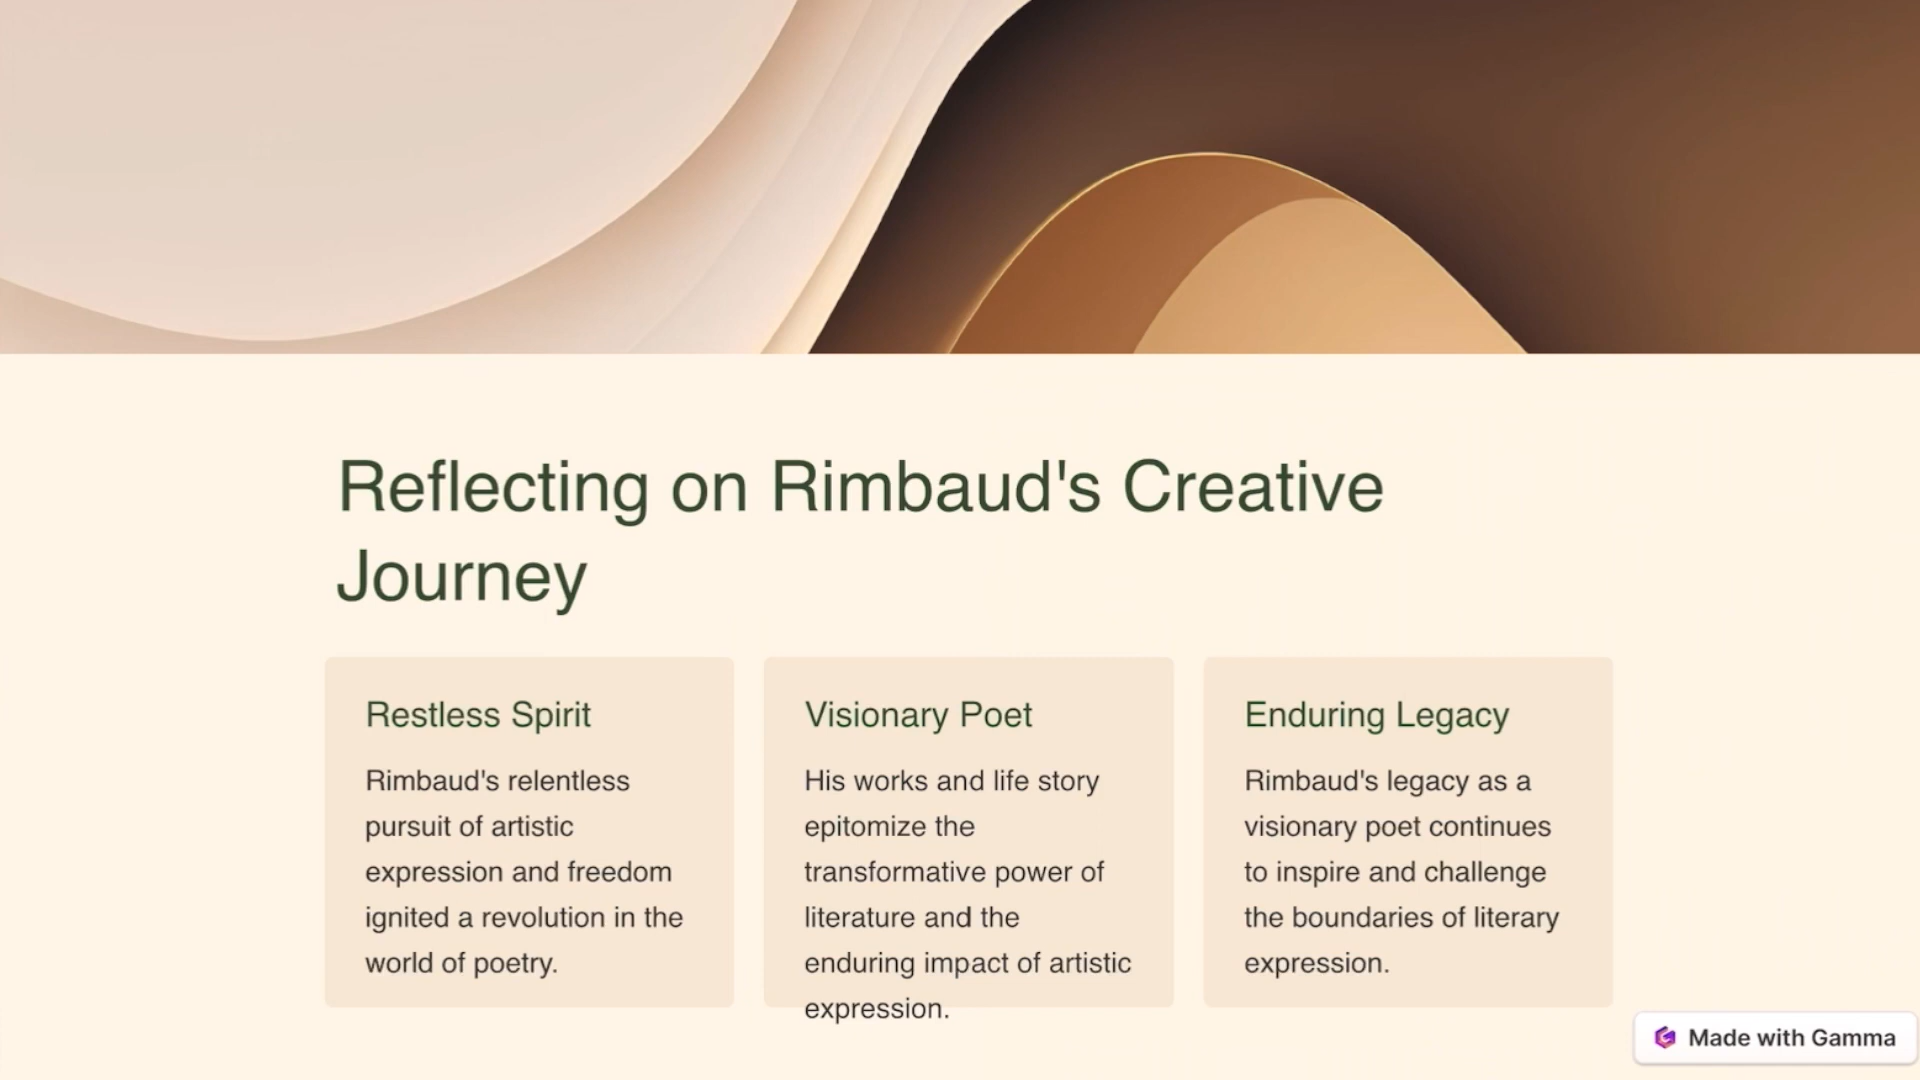 Reflecting on Rimbaud's Creative
Journey
Restless Spirit
Rimbaud's relentless
pursuit of artistic
expression and freedom
ignited a revolution in the
world of poetry.
Visionary Poet
His works and life story
epitomize the
transformative power of
literature and the
enduring impact of artistic
expression.
Enduring Legacy
Rimbaud's legacy as a
visionary poet continues
to inspire and challenge
the boundaries of literary
expression.
Made with Gamma